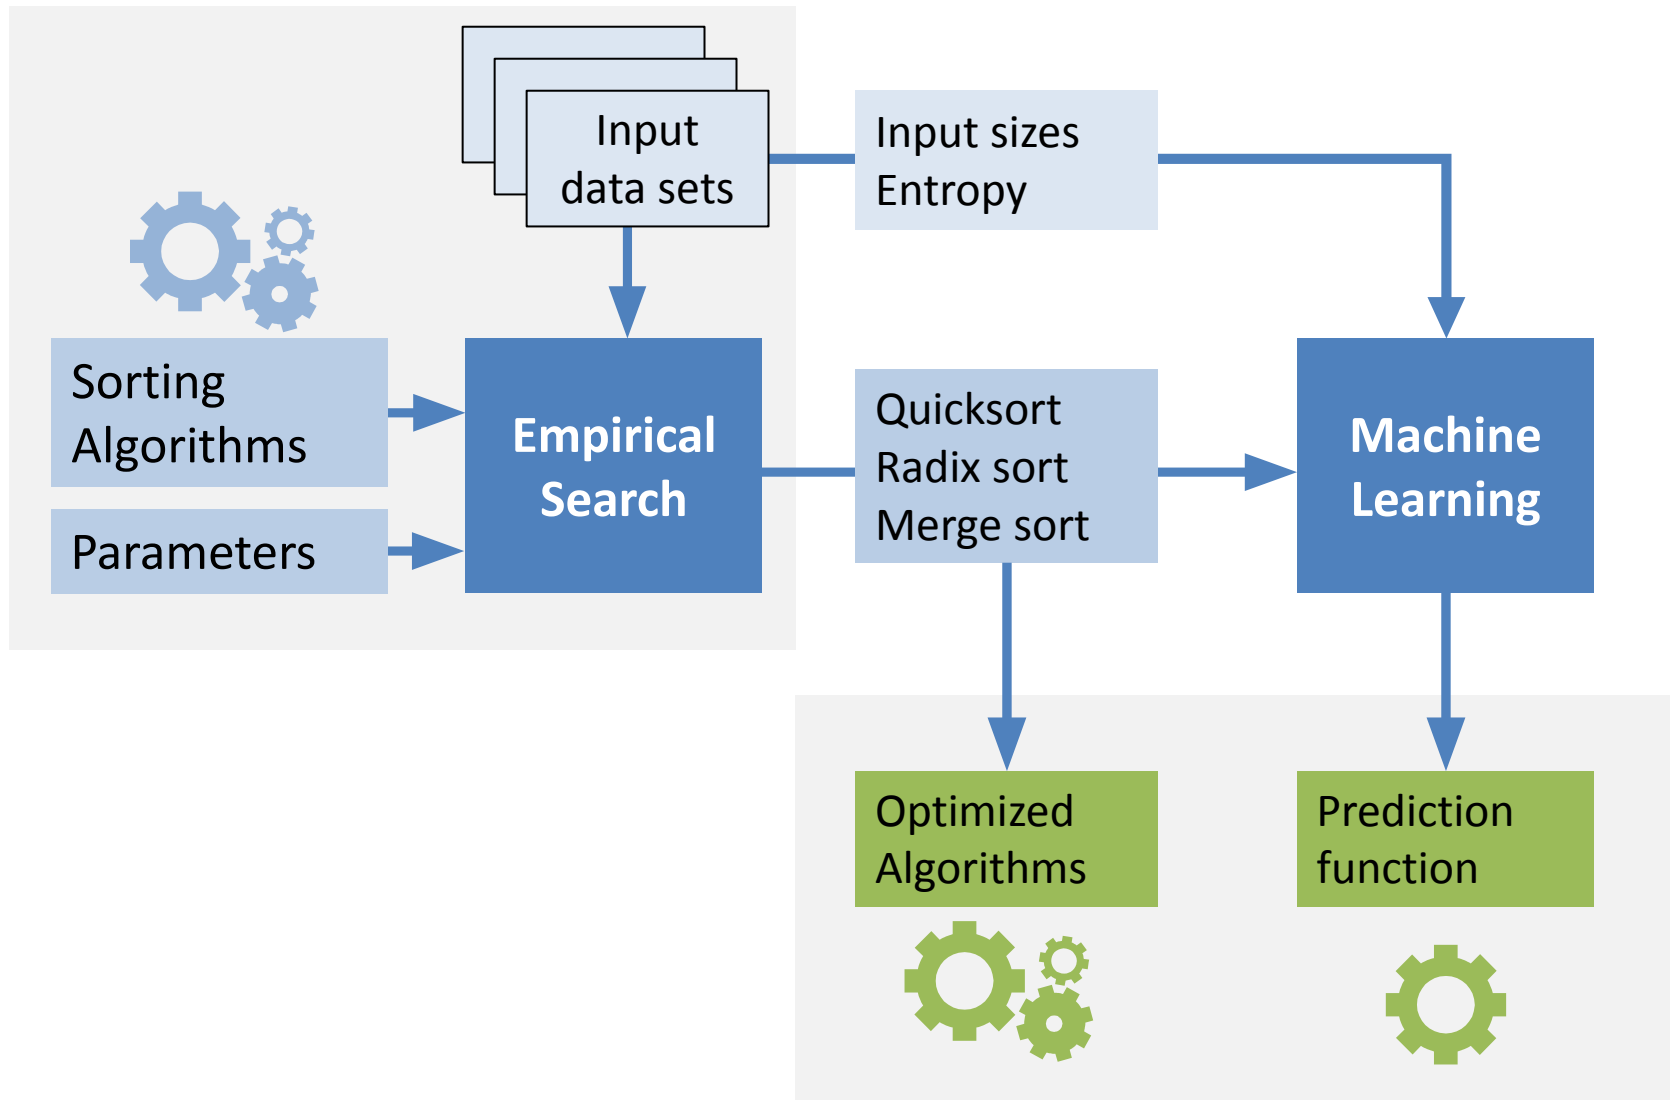 Input
data sets
Input sizes
Entropy
Sorting
Algorithms
Parameters
Empirical
Search
Quicksort
Radix sort
Merge sort
Machine
Learning
Optimized
Algorithms
Prediction
function